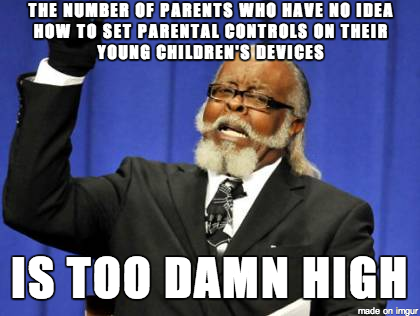 THE NUMBER OF PARENTS WHO HAVE NO IDEA
HOW TO SET PARENTAL CONTROLS ON THEIR
YOUNG CHILDREN'S DEVICES
IS TOO DAMN HIGH
made on imgur